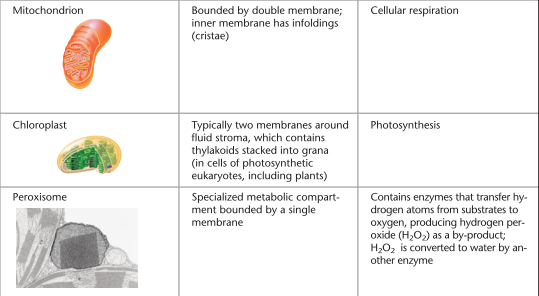 Mitochondrion
Bounded by double membrane;
inner membrane has infoldings
(cristae)
Cellular respiration
Chloroplast
Typically two membranes around
fluid stroma, which contains
thylakoids stacked into grana
(in cells of photosynthetic
eukaryotes, including plants)
Photosynthesis
Peroxisome
Specialized metabolic compart-
ment bounded by a single
membrane
Contains enzymes that transfer hy-
drogen atoms from substrates to
oxygen, producing hydrogen per-
oxide (H₂O₂) as a by-product;
H₂O₂ is converted to water by an-
other enzyme